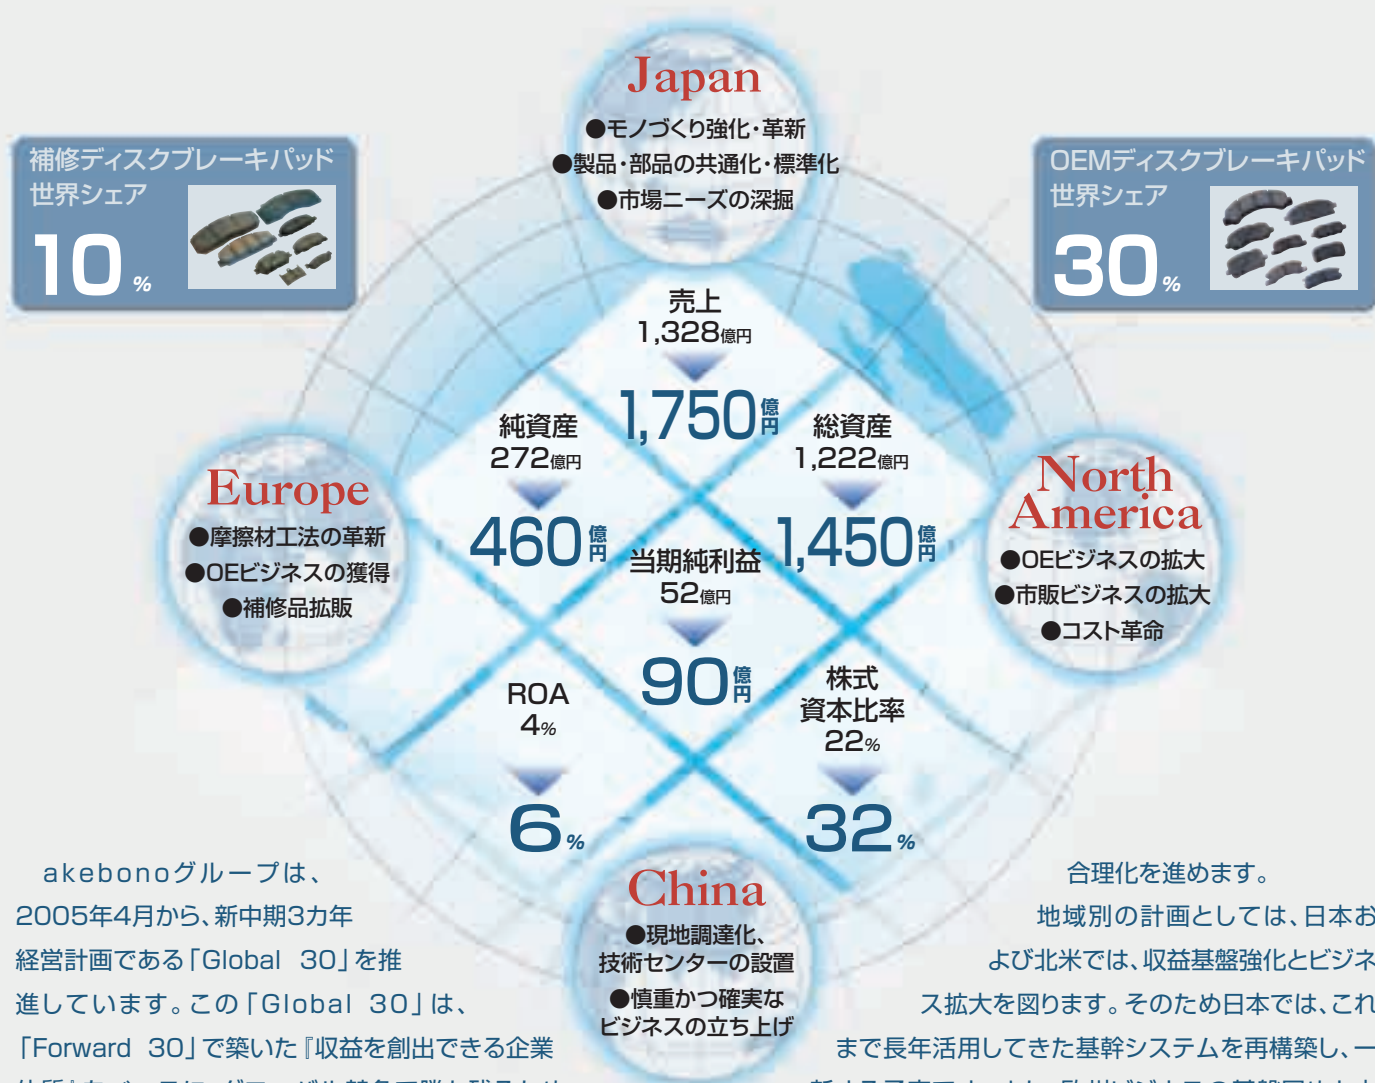 Japan
●モノづくり強化・革新
●製品・部品の共通化・標準化
●市場ニーズの深掘
補修ディスクブレーキパッド
世界シェア
10%
OEMディスクブレーキパッド
世界シェア
30%
売上
1,328億円
1,750億円
純資産
272億円
460億円
総資産
1,222億円
1,450億円
当期純利益
52億円
90億円
ROA
4%
6%
株式
資本比率
22%
32%
Europe
●摩擦材工法の革新
●OEビジネスの獲得
●補修品拡販
North
America
●OEビジネスの拡大
●市販ビジネスの拡大
●コスト革命
China
●現地調達化、
技術センターの設置
●慎重かつ確実な
ビジネスの立ち上げ
akebonoグループは、
2005年4月から、新中期3カ年
経営計画である「Global 30」を推
進しています。この「Global 30」は、
「Forward 30」で築いた『収益を創出できる企業
合理化を進めます。
地域別の計画としては、日本お
よび北米では、収益基盤強化とビジネ
ス拡大を図ります。そのため日本では、これ
まで長年活用してきた基幹システムを再構築し、一